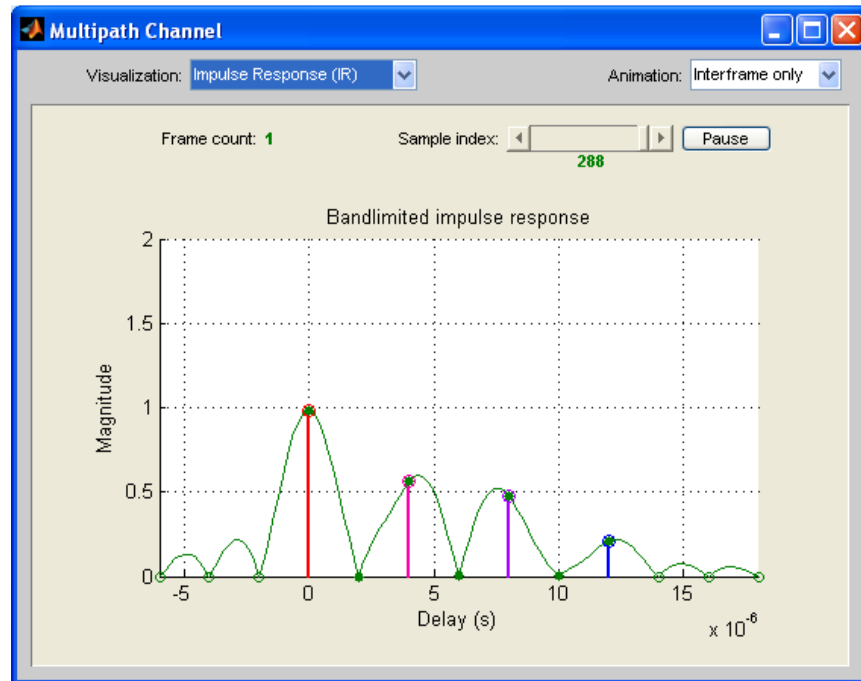 Multipath Channel
Visualization: Impulse Response (IR) Animation: Interframe only
Frame count: 1 Sample index: 288 Pause
Bandlimited impulse response
2
1.5
1
0.5
0
Magnitude
-5 0 5 10 15
Delay (s)
x 10^-6